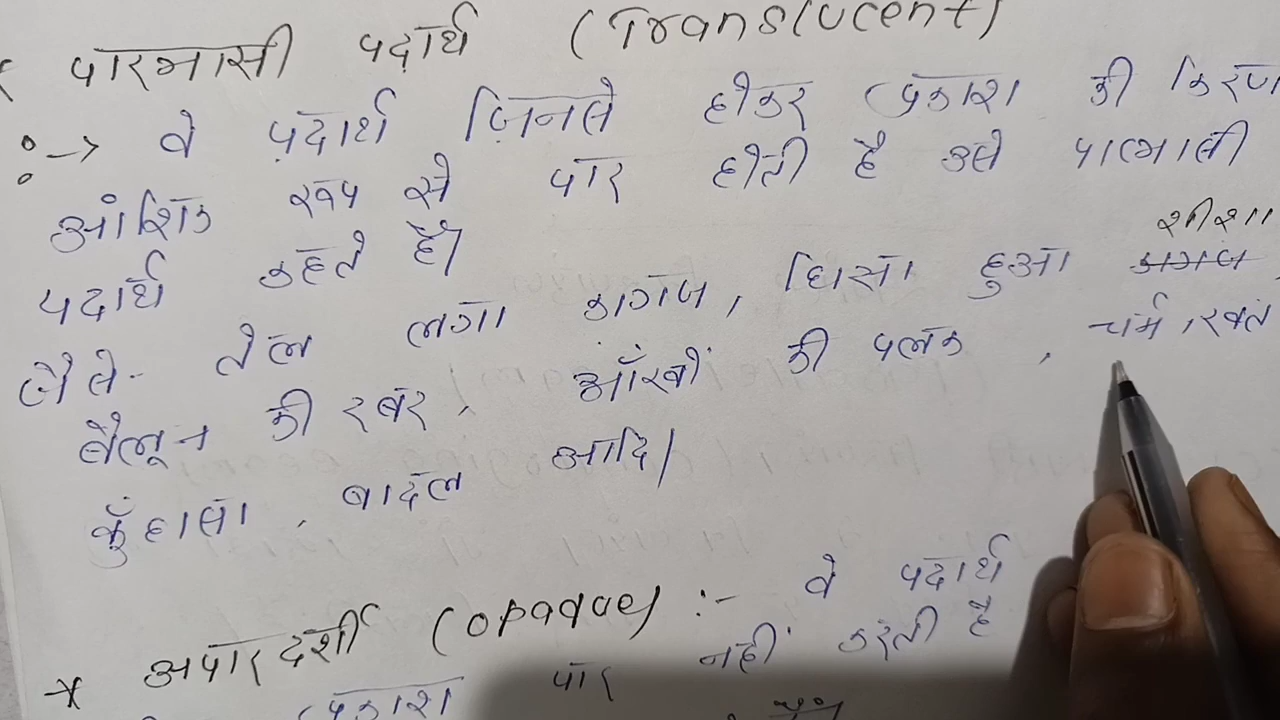 पारभासी पदार्थ (Translucent)
:→ वे पदार्थ जिनसे होकर प्रकाश की किरण
आंशिक रूप से पार होती है उसे पारभासी
पदार्थ कहते हैं।
शीशा
जैसे- तेल लगा कागज, घिसा हुआ कागज,
बैलून की रबर, आँखों की पलक, चर्म, रक्त
कुँहासा, बादल आदि।
* अपारदर्शी (opaque) :- वे पदार्थ
प्रकाश पार नहीं करती है